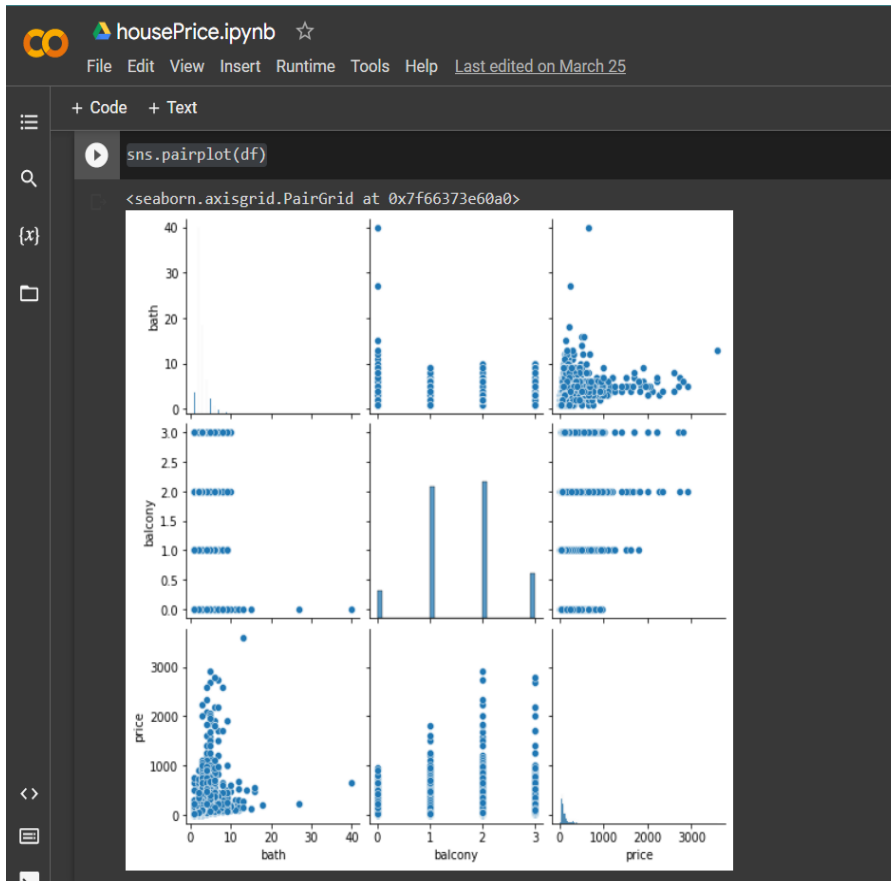 housePrice.ipynb
File Edit View Insert Runtime Tools Help Last edited on March 25
+ Code + Text
sns.pairplot(df)
<seaborn.axisgrid.PairGrid at 0x7f66373e60a0>
{x}
40
30
20
10
0
bath
3.0
2.5
2.0
1.5
1.0
0.5
0.0
balcony
3000
2000
1000
0
price
0 10 20 30 40 0 1 2 3 0 1000 2000 3000
bath balcony price